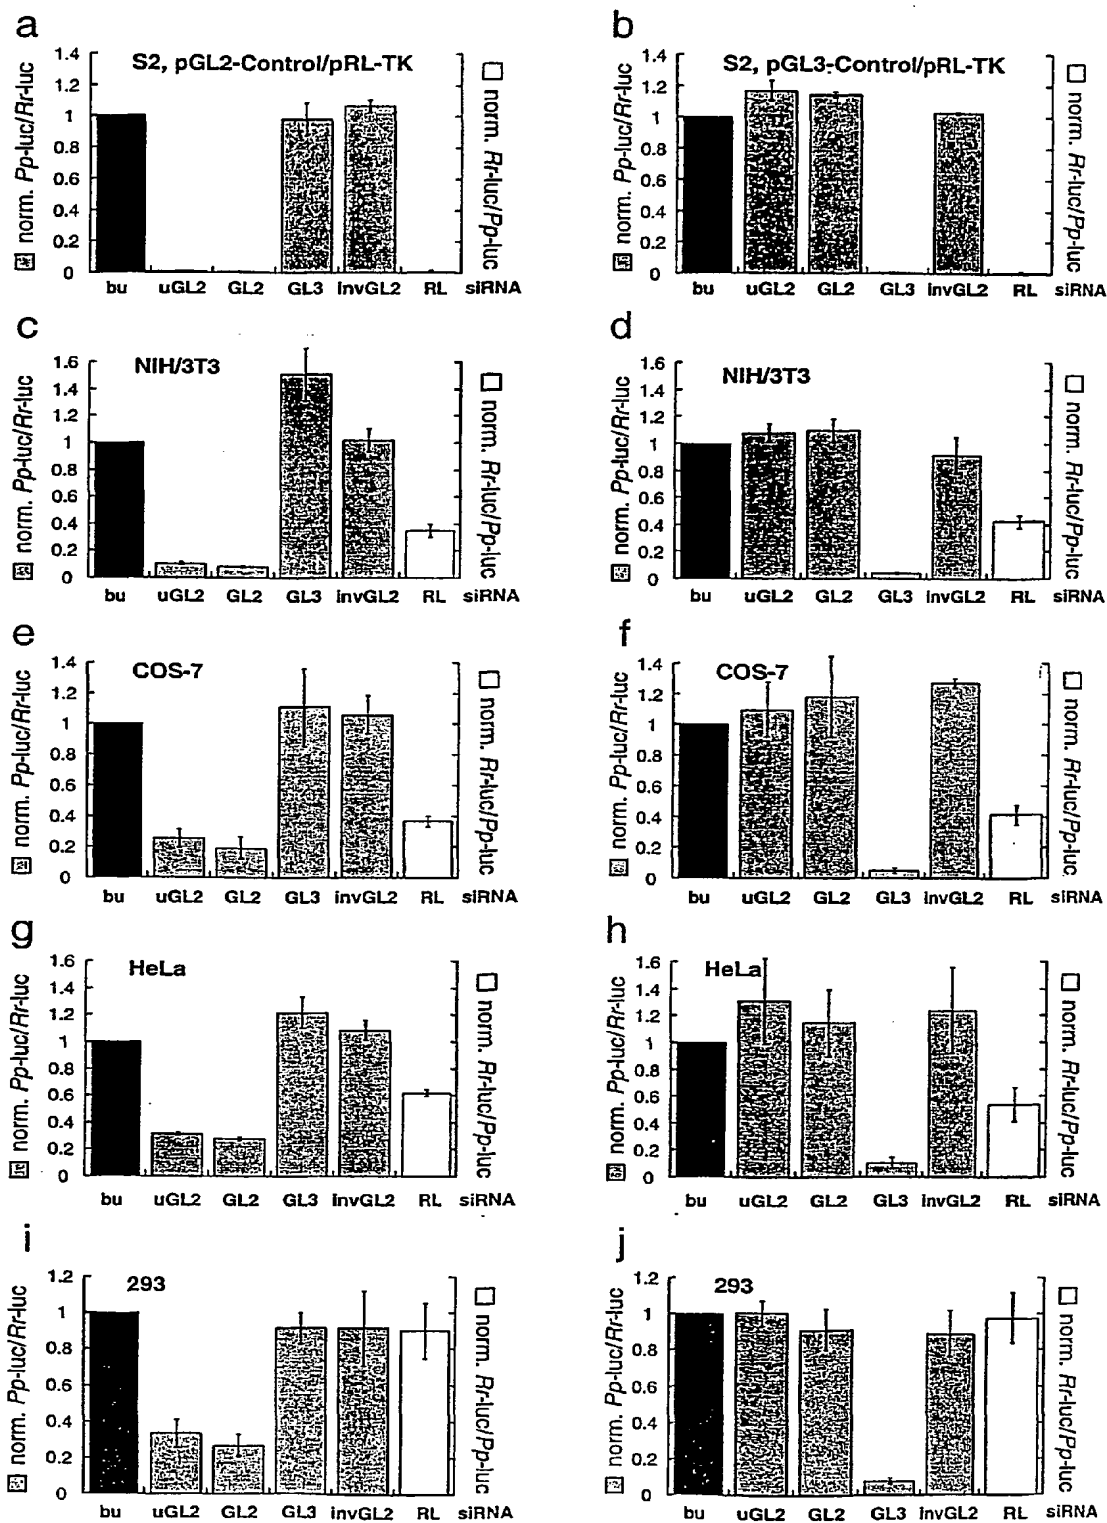 a
S2, pGL2-Control/pRL-TK
norm. Pp-luc/Rr-luc
1.4
1.2
1
0.8
0.6
0.4
0.2
0
norm. Rr-luc/Pp-luc
bu uGL2 GL2 GL3 invGL2 RL siRNA
b
S2, pGL3-Control/pRL-TK
norm. Pp-luc/Rr-luc
1.4
1.2
1
0.8
0.6
0.4
0.2
0
norm. Rr-luc/Pp-luc
bu uGL2 GL2 GL3 invGL2 RL siRNA
c
NIH/3T3
norm. Pp-luc/Rr-luc
1.6
1.4
1.2
1
0.8
0.6
0.4
0.2
0
norm. Rr-luc/Pp-luc
bu uGL2 GL2 GL3 invGL2 RL siRNA
d
NIH/3T3
norm. Pp-luc/Rr-luc
1.6
1.4
1.2
1
0.8
0.6
0.4
0.2
0
norm. Rr-luc/Pp-luc
bu uGL2 GL2 GL3 invGL2 RL siRNA
e
COS-7
norm. Pp-luc/Rr-luc
1.4
1.2
1
0.8
0.6
0.4
0.2
0
norm. Rr-luc/Pp-luc
bu uGL2 GL2 GL3 invGL2 RL siRNA
f
COS-7
norm. Pp-luc/Rr-luc
1.4
1.2
1
0.8
0.6
0.4
0.2
0
norm. Rr-luc/Pp-luc
bu uGL2 GL2 GL3 invGL2 RL siRNA
g
HeLa
norm. Pp-luc/Rr-luc
1.6
1.4
1.2
1
0.8
0.6
0.4
0.2
0
norm. Rr-luc/Pp-luc
bu uGL2 GL2 GL3 invGL2 RL siRNA
h
HeLa
norm. Pp-luc/Rr-luc
1.6
1.4
1.2
1
0.8
0.6
0.4
0.2
0
norm. Rr-luc/Pp-luc
bu uGL2 GL2 GL3 invGL2 RL siRNA
i
293
norm. Pp-luc/Rr-luc
1.2
1
0.8
0.6
0.4
0.2
0
norm. Rr-luc/Pp-luc
bu uGL2 GL2 GL3 invGL2 RL siRNA
j
293
norm. Pp-luc/Rr-luc
1.2
1
0.8
0.6
0.4
0.2
0
norm. Rr-luc/Pp-luc
bu uGL2 GL2 GL3 invGL2 RL siRNA